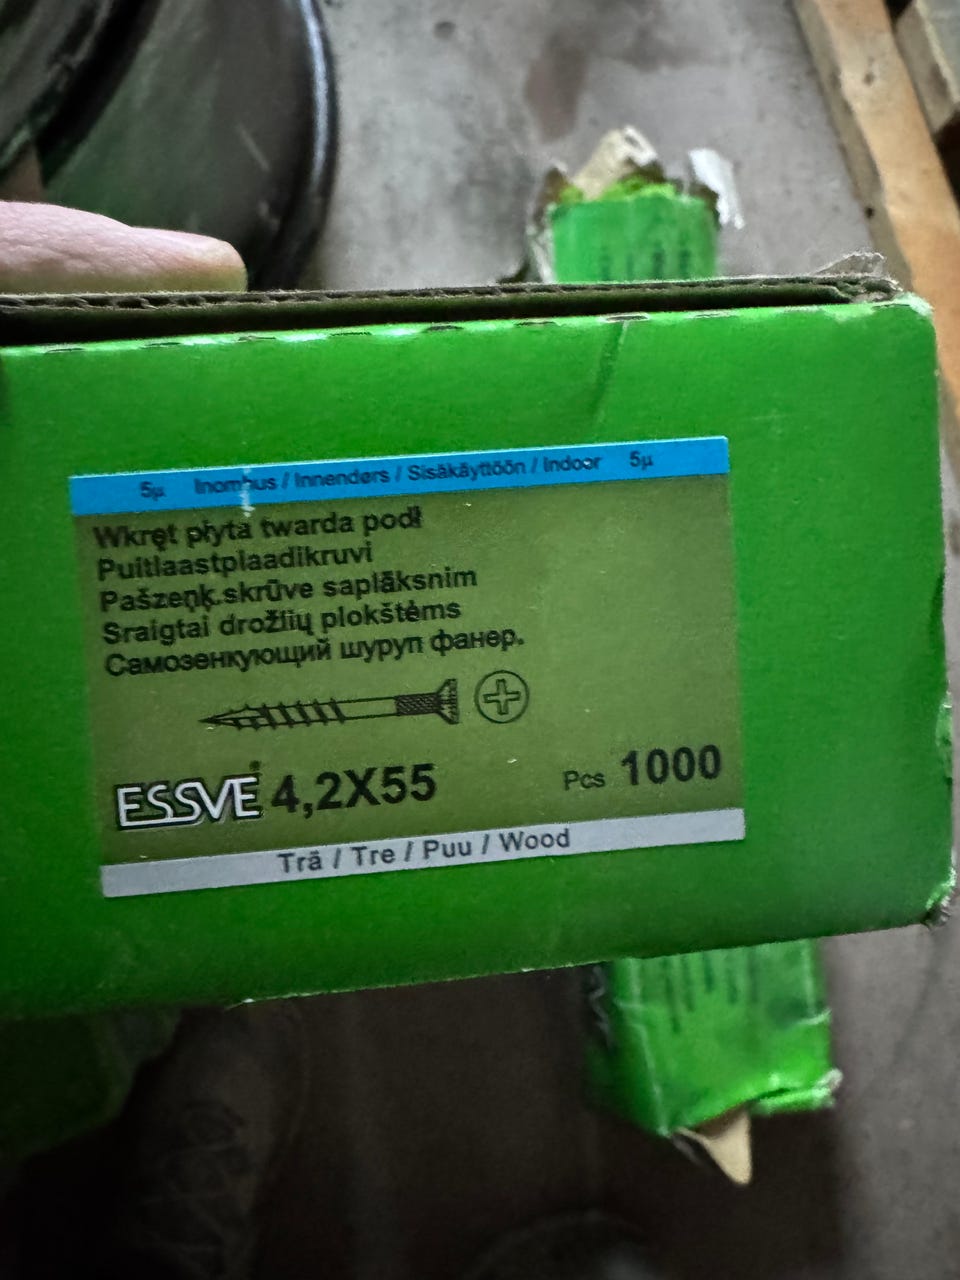 5µ Inomhus / Innendørs / Sisäkäyttöön / Indoor 5µ
Wkręt płyta twarda podł
Puitlaastplaadikruvi
Pašzeņķ.skrūve saplāksnim
Sraigtai drožlių plokštėms
Самозенкующий шуруп фанер.
ESSVE® 4,2X55 Pcs 1000
Trä / Tre / Puu / Wood